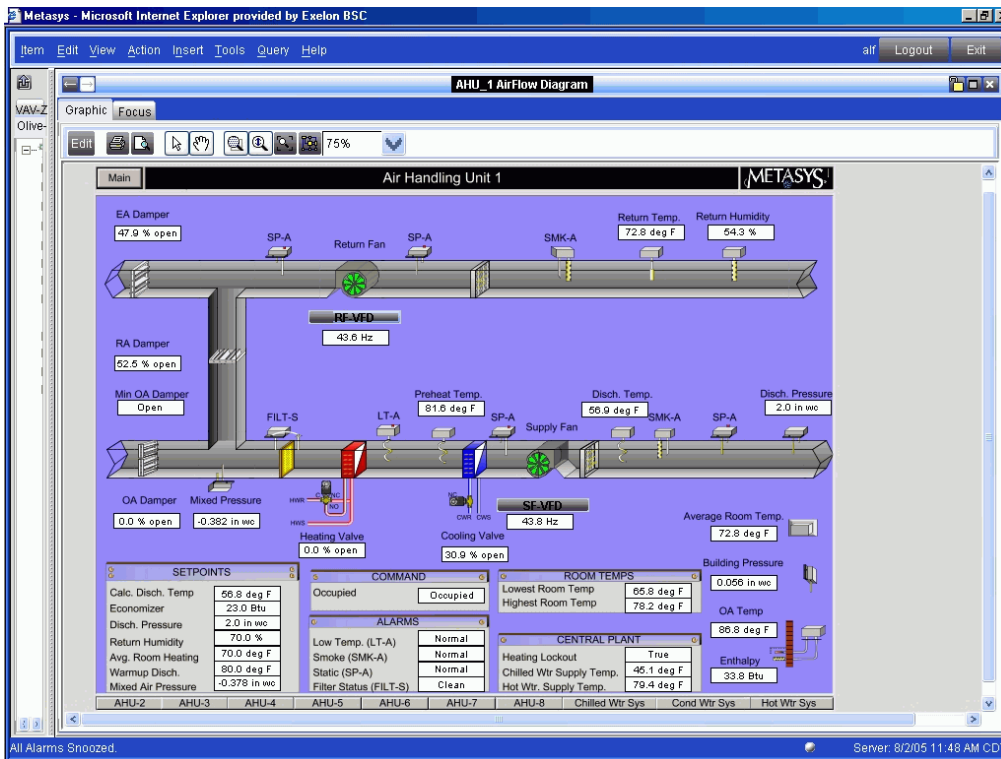 Metasys - Microsoft Internet Explorer provided by Exelon BSC
Item Edit View Action Insert Tools Query Help
alf Logout Exit
AHU_1 AirFlow Diagram
VAV-Z
Olive-
Graphic Focus
Edit 75%
Main Air Handling Unit 1 METASYS
EA Damper
47.9 % open
SP-A Return Fan SP-A SMK-A
Return Temp. Return Humidity
72.8 deg F 54.3 %
RF-VFD
43.6 Hz
RA Damper
52.5 % open
Min OA Damper
Open
FILT-S LT-A
Preheat Temp.
81.6 deg F
SP-A Supply Fan
Disch. Temp.
56.9 deg F
SMK-A SP-A
Disch. Pressure
2.0 in wc
OA Damper Mixed Pressure
0.0 % open -0.382 in wc
HWR
C NC
NO
HWS
Heating Valve
0.0 % open
NC
CWR CWS
Cooling Valve
30.9 % open
SF-VFD
43.8 Hz
Average Room Temp.
72.8 deg F
Building Pressure
0.056 in wc
OA Temp
86.8 deg F
Enthalpy
33.8 Btu
SETPOINTS
Calc. Disch. Temp 56.8 deg F
Economizer 23.0 Btu
Disch. Pressure 2.0 in wc
Return Humidity 70.0 %
Avg. Room Heating 70.0 deg F
Warmup Disch. 80.0 deg F
Mixed Air Pressure -0.378 in wc
COMMAND
Occupied Occupied
ALARMS
Low Temp. (LT-A) Normal
Smoke (SMK-A) Normal
Static (SP-A) Normal
Filter Status (FILT-S) Clean
ROOM TEMPS
Lowest Room Temp 65.8 deg F
Highest Room Temp 78.2 deg F
CENTRAL PLANT
Heating Lockout True
Chilled Wtr Supply Temp. 45.1 deg F
Hot Wtr. Supply Temp. 79.4 deg F
AHU-2 AHU-3 AHU-4 AHU-5 AHU-6 AHU-7 AHU-8 Chilled Wtr Sys Cond Wtr Sys Hot Wtr Sys
All Alarms Snoozed.
Server: 8/2/05 11:48 AM CD